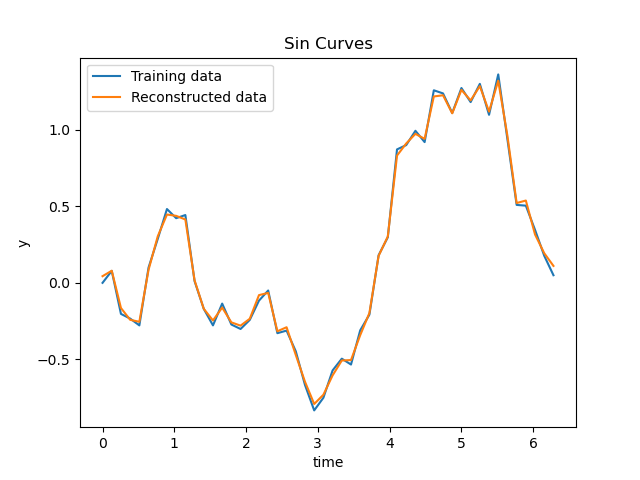 Sin Curves
Training data
Reconstructed data
1.0
0.5
0.0
−0.5
y
0 1 2 3 4 5 6
time